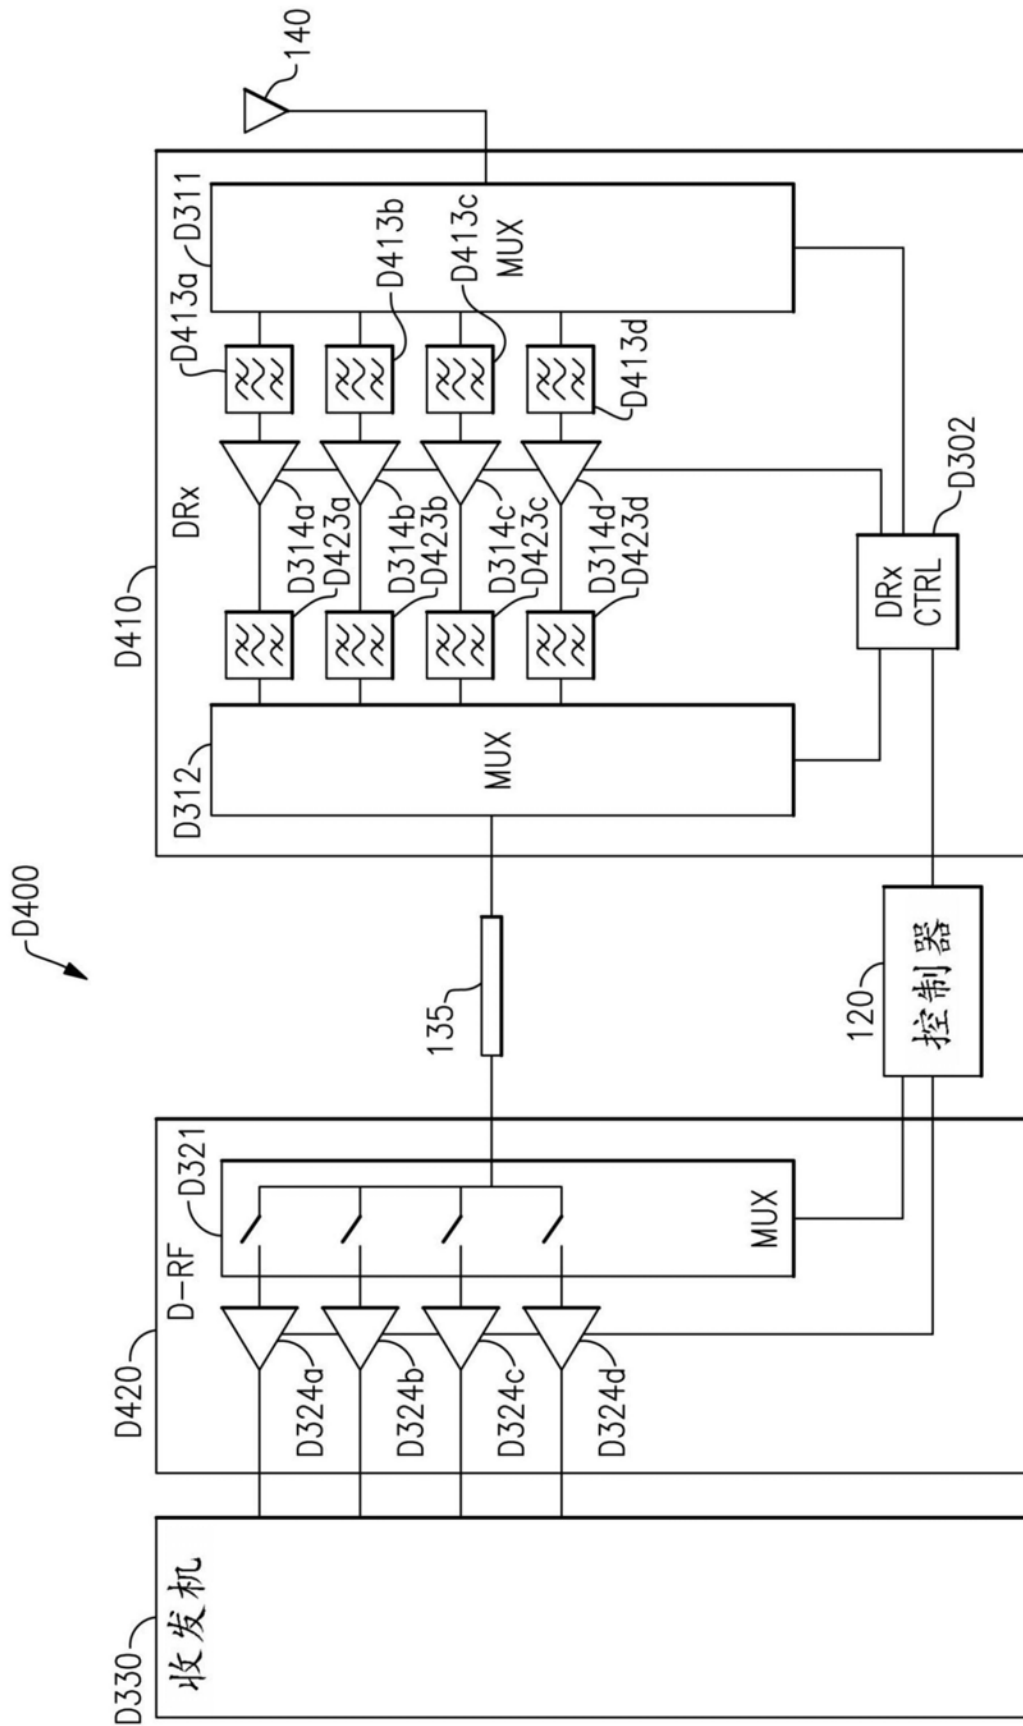 D400
D330
收发机
D420
D-RF
D321
MUX
D324a
D324b
D324c
D324d
135
120
控制器
D410
DRx
D312
MUX
D423a
D423b
D423c
D423d
D314a
D314b
D314c
D314d
D413a
D413b
D413c
D413d
D311
MUX
DRx
CTRL
D302
140